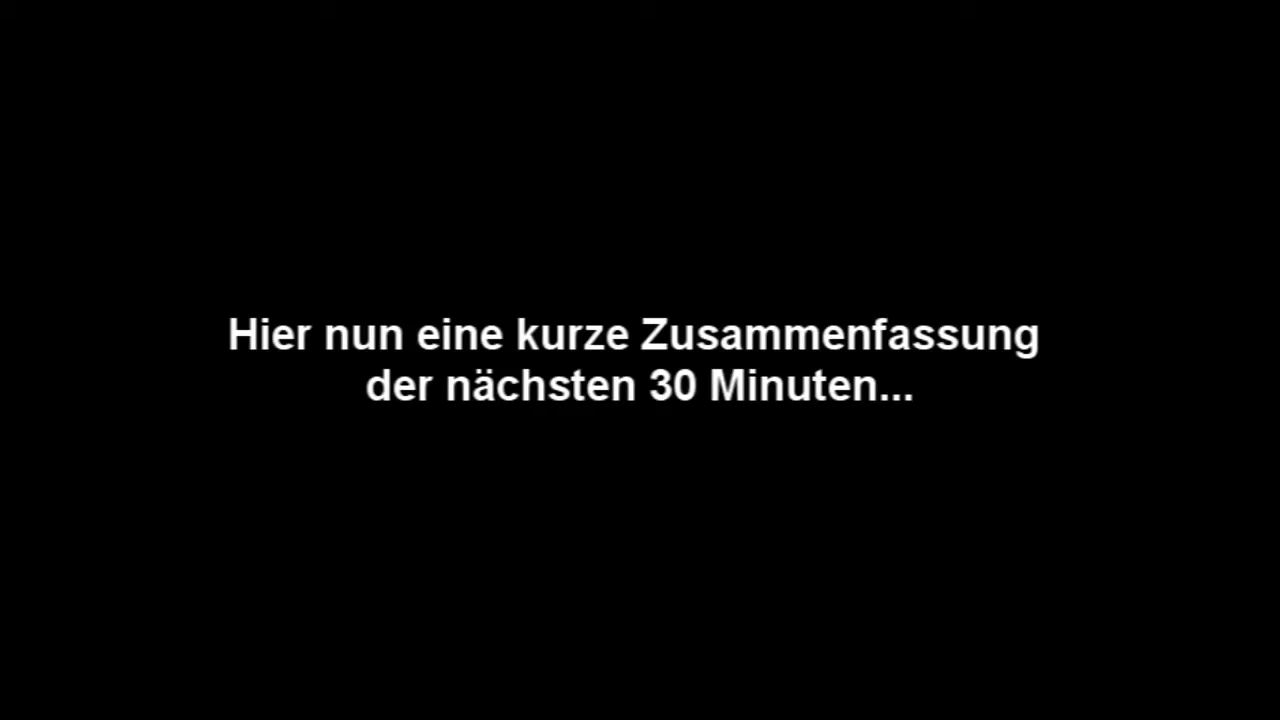 Hier nun eine kurze Zusammenfassung
der nächsten 30 Minuten...